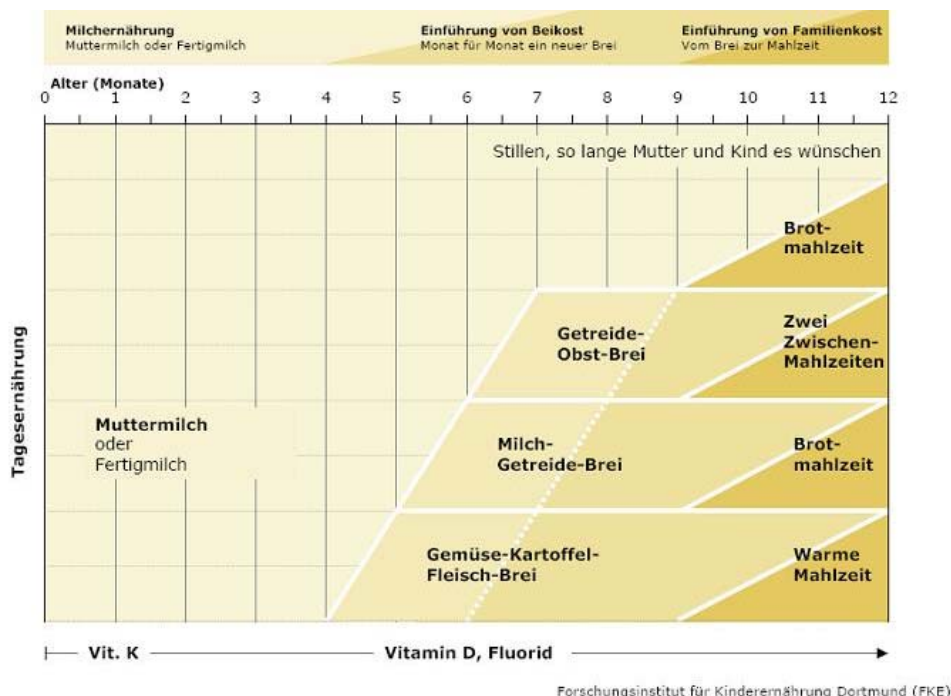 Milchernährung
Muttermilch oder Fertigmilch
Einführung von Beikost
Monat für Monat ein neuer Brei
Einführung von Familienkost
Vom Brei zur Mahlzeit
Alter (Monate)
0 1 2 3 4 5 6 7 8 9 10 11 12
Stillen, so lange Mutter und Kind es wünschen
Brot-
mahlzeit
Getreide-
Obst-Brei
Zwei
Zwischen-
Mahlzeiten
Tagesernährung
Muttermilch
oder
Fertigmilch
Milch-
Getreide-Brei
Brot-
mahlzeit
Gemüse-Kartoffel-
Fleisch-Brei
Warme
Mahlzeit
Vit. K
Vitamin D, Fluorid
Forschungsinstitut für Kinderernährung Dortmund (FKE)